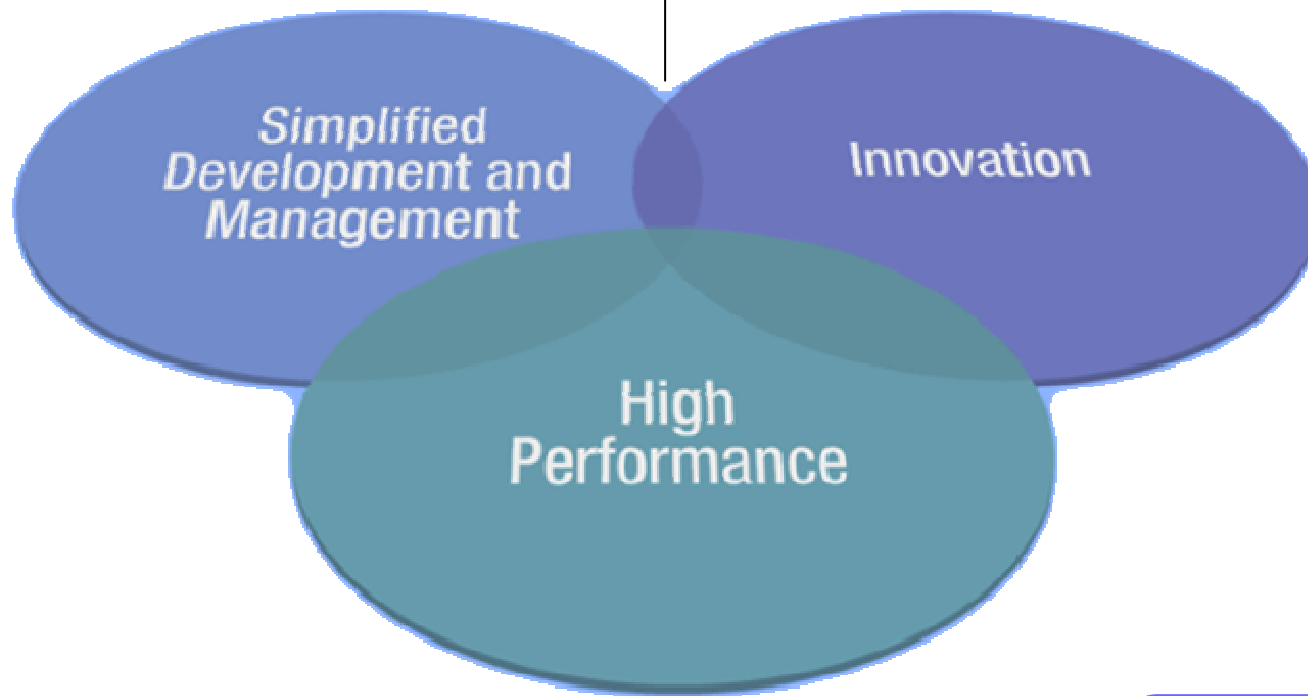 Simplified
Development and
Management
Innovation
High
Performance